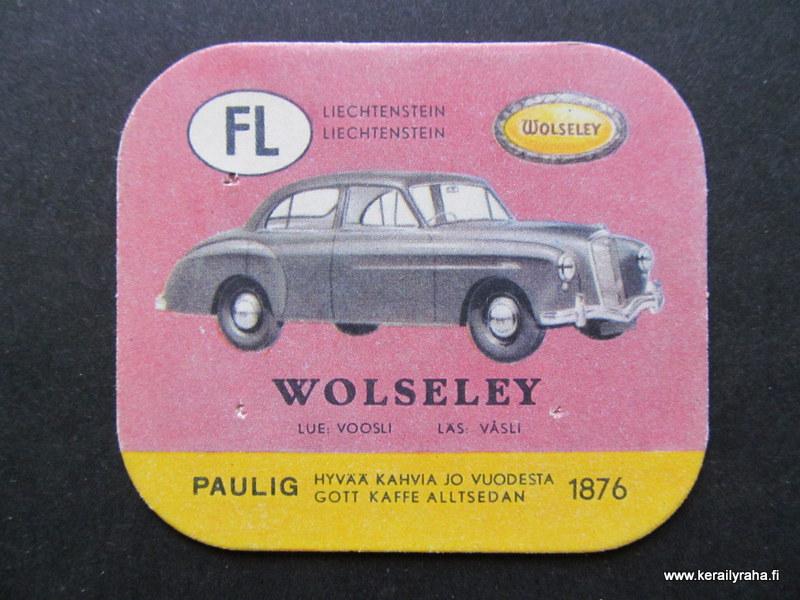 FL
LIECHTENSTEIN
LIECHTENSTEIN
WOLSELEY
WOLSELEY
LUE: VOOSLI LÄS: VÅSLI
PAULIG HYVÄÄ KAHVIA JO VUODESTA 1876
GOTT KAFFE ALLTSEDAN
www.kerailyraha.fi